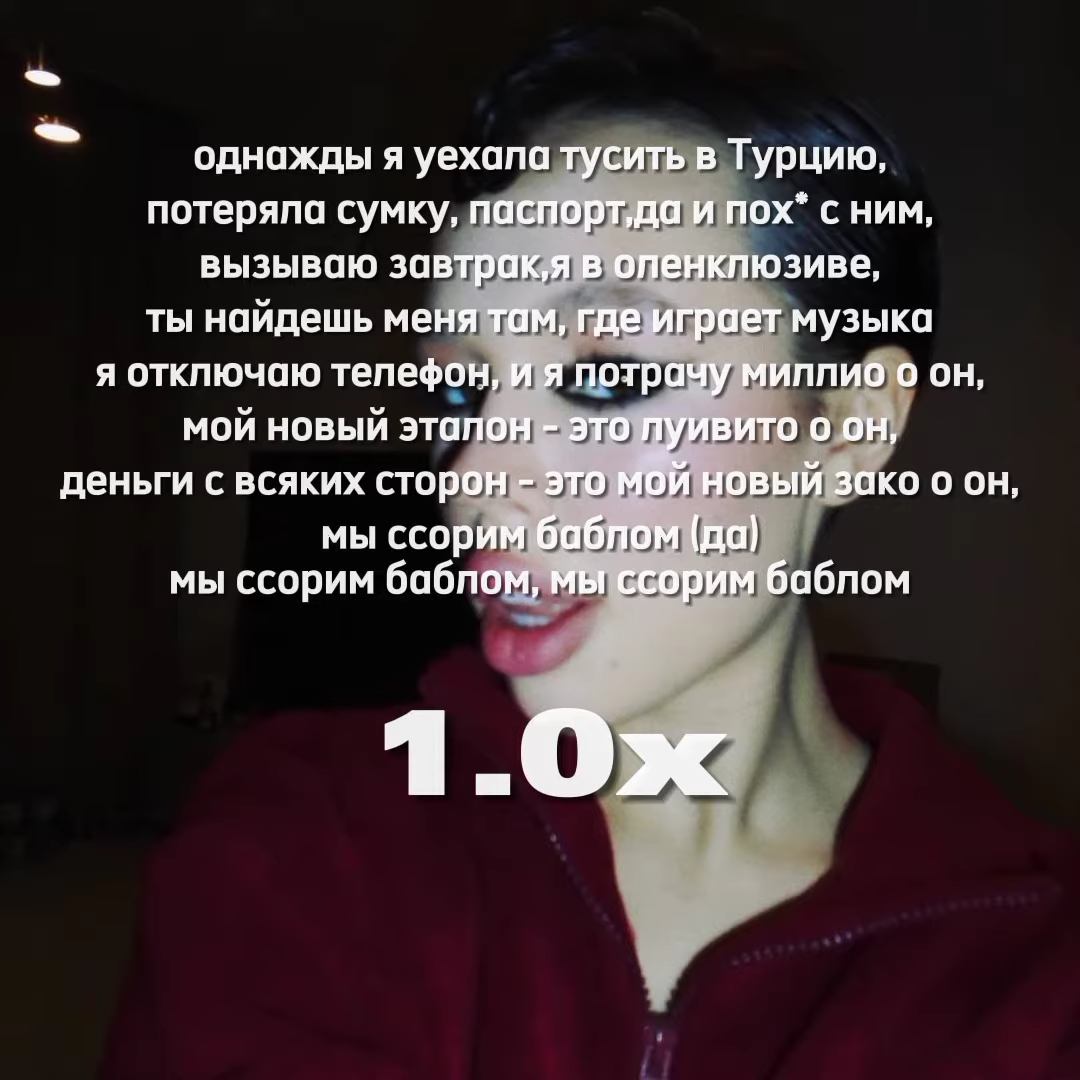 однажды я уехала тусить в Турцию,
потеряла сумку, паспорт,да и пох* с ним,
вызываю завтрак,я в оленклюзиве,
ты найдешь меня там, где играет музыка
я отключаю телефон, и я потрачу миллио о он,
мой новый эталон - это луивито о он,
деньги с всяких сторон - это мой новый зако о он,
мы ссорим баблом (да)
мы ссорим баблом, мы ссорим баблом
1.0x